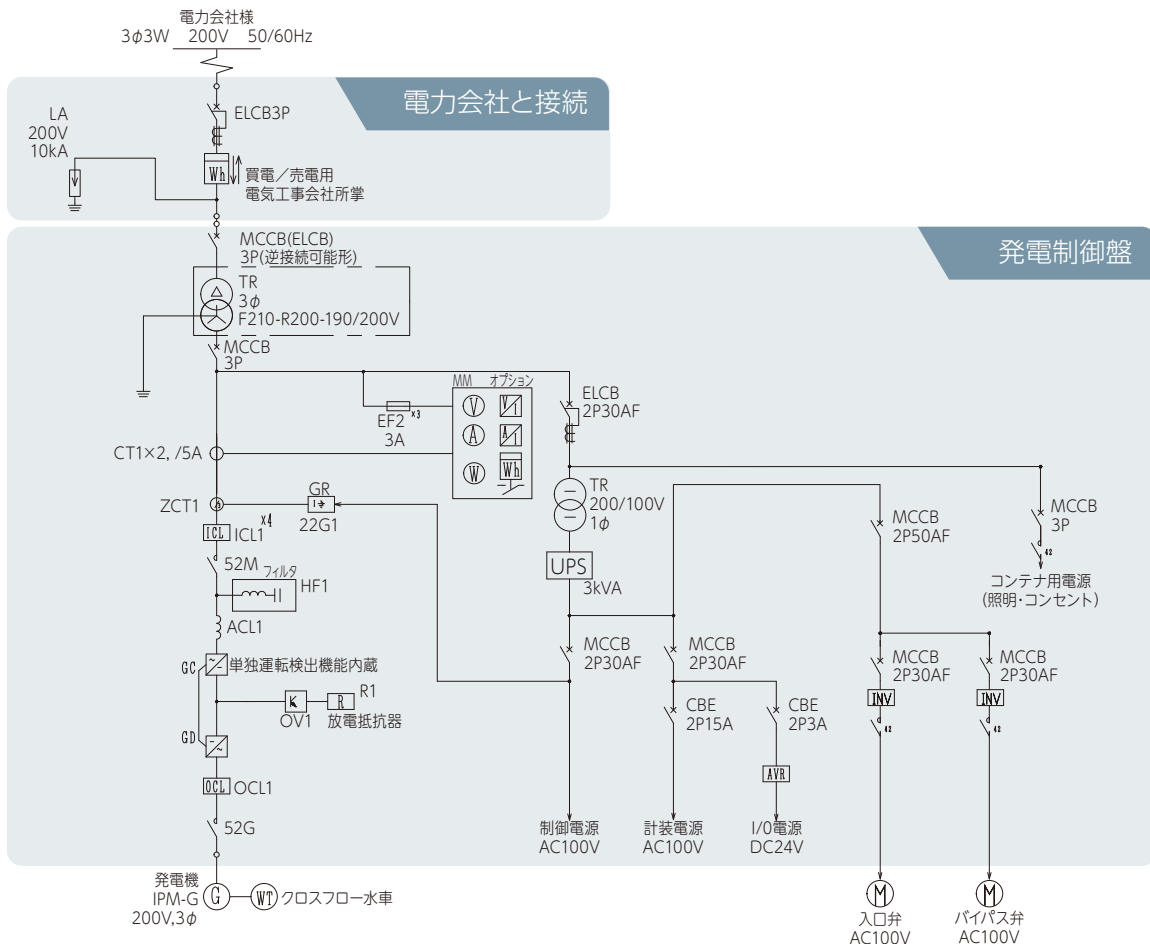 電力会社様
3φ3W 200V 50/60Hz
電力会社と接続
ELCB3P
LA
200V
10kA
Wh
買電／売電用
電気工事会社所掌
発電制御盤
MCCB(ELCB)
3P(逆接続可能形)
TR
3φ
F210-R200-190/200V
MCCB
3P
MM オプション
V
V/I
A
A/I
W
Wh
EF2 ×3
3A
ELCB
2P30AF
CT1×2, /5A
ZCT1
GR
I
22G1
ICL
ICL1 ×4
TR
200/100V
1φ
MCCB
2P50AF
MCCB
3P
42
コンテナ用電源
(照明・コンセント)
52M
フィルタ
HF1
UPS
3kVA
ACL1
GC
単独運転検出機能内蔵
OV1
R
R1
放電抵抗器
GD
MCCB
2P30AF
MCCB
2P30AF
MCCB
2P30AF
MCCB
2P30AF
INV
INV
42
42
CBE
2P15A
CBE
2P3A
AVR
OCL
OCL1
52G
制御電源
AC100V
計装電源
AC100V
I/0電源
DC24V
発電機
IPM-G
200V,3φ
G
WT
クロスフロー水車
M
入口弁
AC100V
M
バイパス弁
AC100V